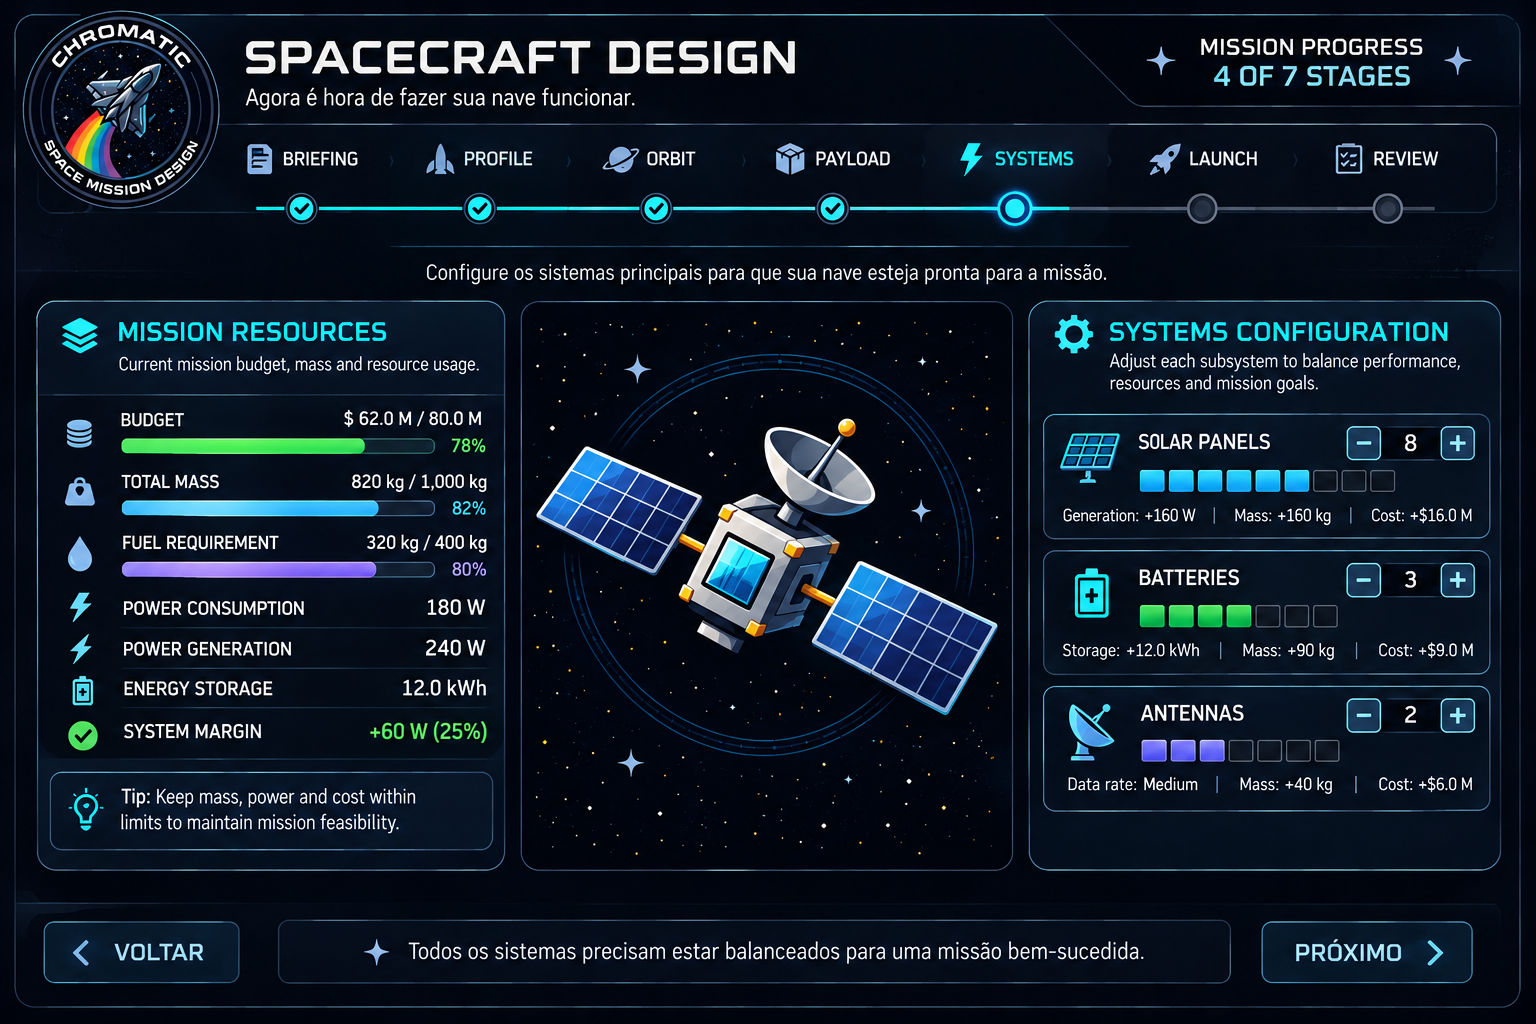 CHROMATIC
SPACE MISSION DESIGN
SPACECRAFT DESIGN
Agora é hora de fazer sua nave funcionar.
MISSION PROGRESS
4 OF 7 STAGES
BRIEFING
PROFILE
ORBIT
PAYLOAD
SYSTEMS
LAUNCH
REVIEW
Configure os sistemas principais para que sua nave esteja pronta para a missão.
MISSION RESOURCES
Current mission budget, mass and resource usage.
BUDGET $ 62.0 M / 80.0 M
78%
TOTAL MASS 820 kg / 1,000 kg
82%
FUEL REQUIREMENT 320 kg / 400 kg
80%
POWER CONSUMPTION 180 W
POWER GENERATION 240 W
ENERGY STORAGE 12.0 kWh
SYSTEM MARGIN +60 W (25%)
Tip: Keep mass, power and cost within
limits to maintain mission feasibility.
SYSTEMS CONFIGURATION
Adjust each subsystem to balance performance,
resources and mission goals.
SOLAR PANELS − 8 +
Generation: +160 W | Mass: +160 kg | Cost: +$16.0 M
BATTERIES − 3 +
Storage: +12.0 kWh | Mass: +90 kg | Cost: +$9.0 M
ANTENNAS − 2 +
Data rate: Medium | Mass: +40 kg | Cost: +$6.0 M
VOLTAR
Todos os sistemas precisam estar balanceados para uma missão bem-sucedida.
PRÓXIMO